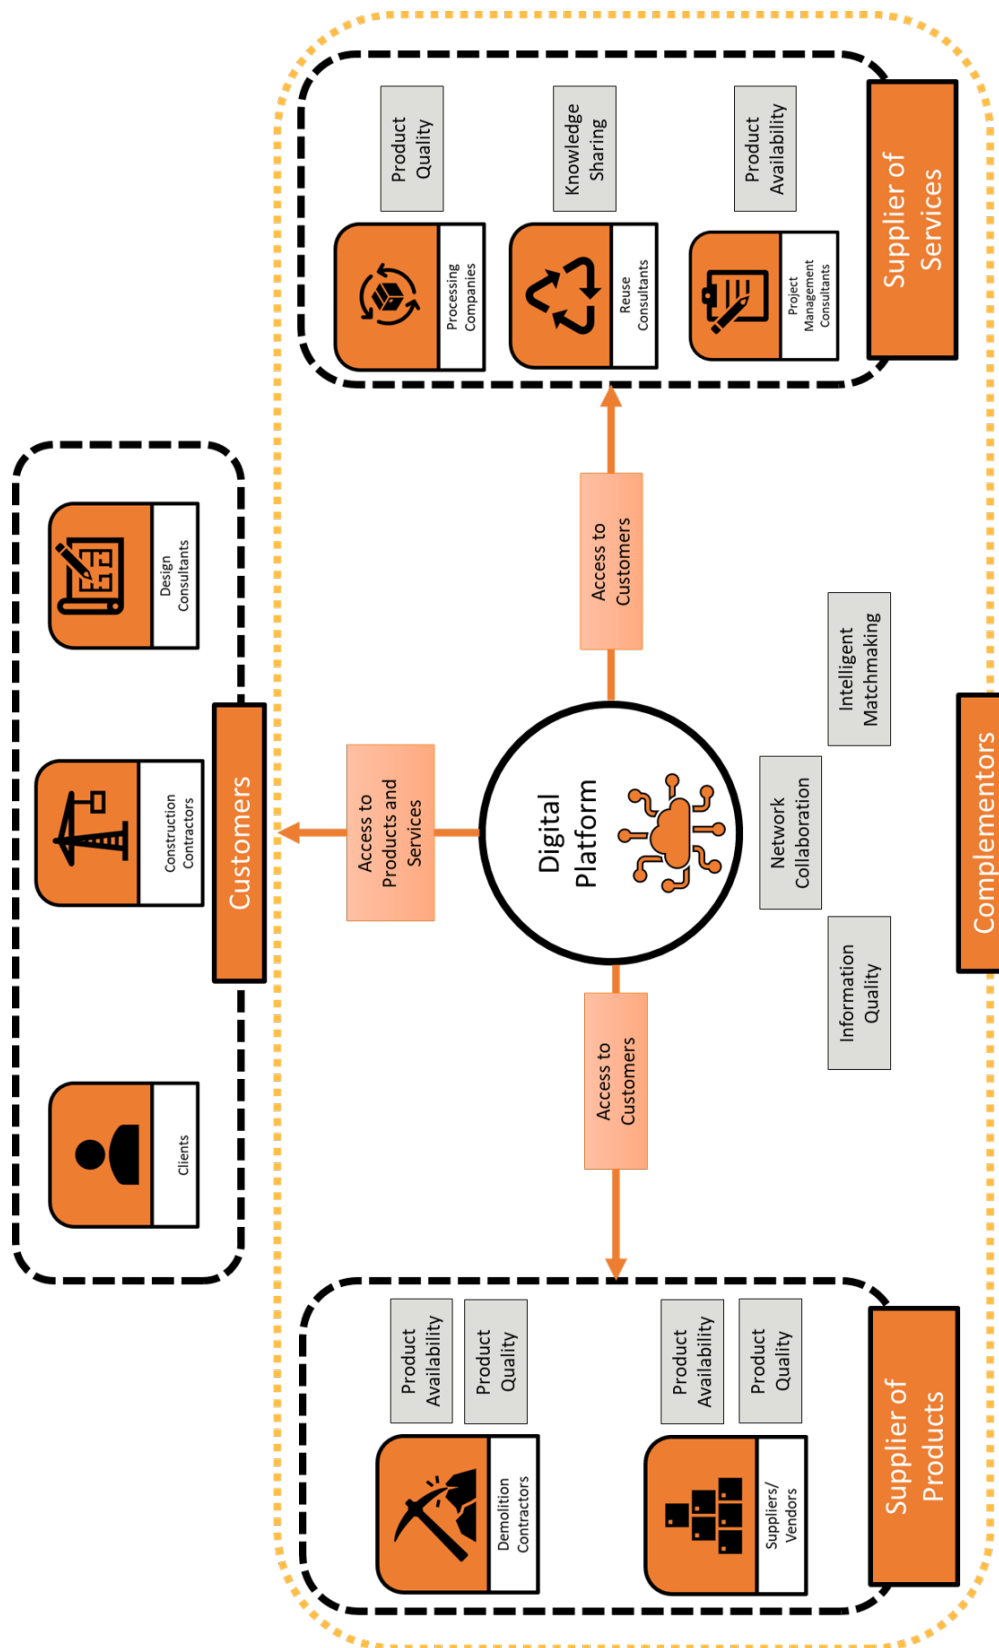 Clients
Construction
Contractors
Design
Consultants
Customers
Access to
Products and
Services
Digital
Platform
Access to
Customers
Access to
Customers
Network
Collaboration
Information
Quality
Intelligent
Matchmaking
Demolition
Contractors
Product
Availability
Product
Quality
Suppliers/
Vendors
Product
Availability
Product
Quality
Supplier of
Products
Processing
Companies
Product
Quality
Reuse
Consultants
Knowledge
Sharing
Project
Management
Consultants
Product
Availability
Supplier of
Services
Complementors